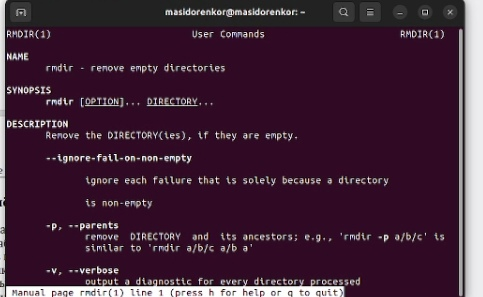 masidorenkor@masidorenkor: ~
RMDIR(1) User Commands RMDIR(1)
NAME
rmdir - remove empty directories
SYNOPSIS
rmdir [OPTION]... DIRECTORY...
DESCRIPTION
Remove the DIRECTORY(ies), if they are empty.
--ignore-fail-on-non-empty
ignore each failure that is solely because a directory
is non-empty
-p, --parents
remove DIRECTORY and its ancestors; e.g., 'rmdir -p a/b/c' is
similar to 'rmdir a/b/c a/b a'
-v, --verbose
output a diagnostic for every directory processed
Manual page rmdir(1) line 1 (press h for help or q to quit)